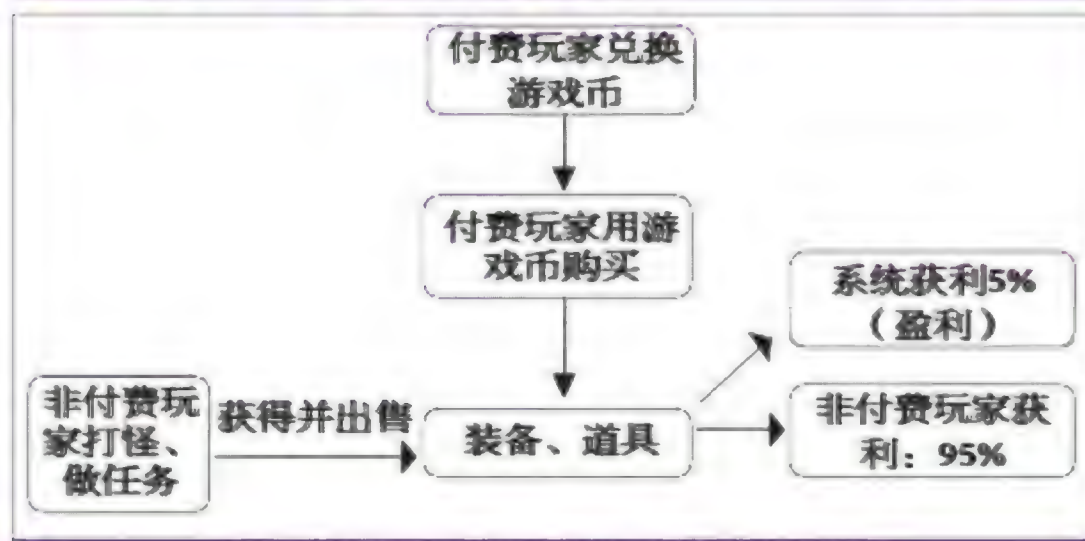 付费玩家兑换
游戏币
付费玩家用游
戏币购买
系统获利5%
（盈利）
非付费玩
家打怪、
做任务
获得并出售
装备、道具
非付费玩家获
利：95%